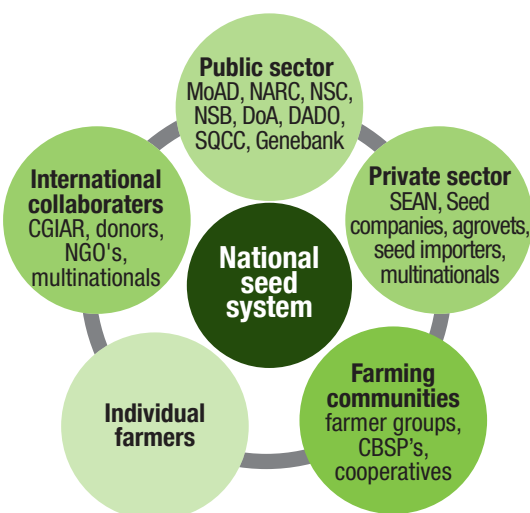 Public sector
MoAD, NARC, NSC,
NSB, DoA, DADO,
SQCC, Genebank
International
collaboraters
CGIAR, donors,
NGO's,
multinationals
Private sector
SEAN, Seed
companies, agrovets,
seed importers,
multinationals
National
seed
system
Individual
farmers
Farming
communities
farmer groups,
CBSP’s,
cooperatives